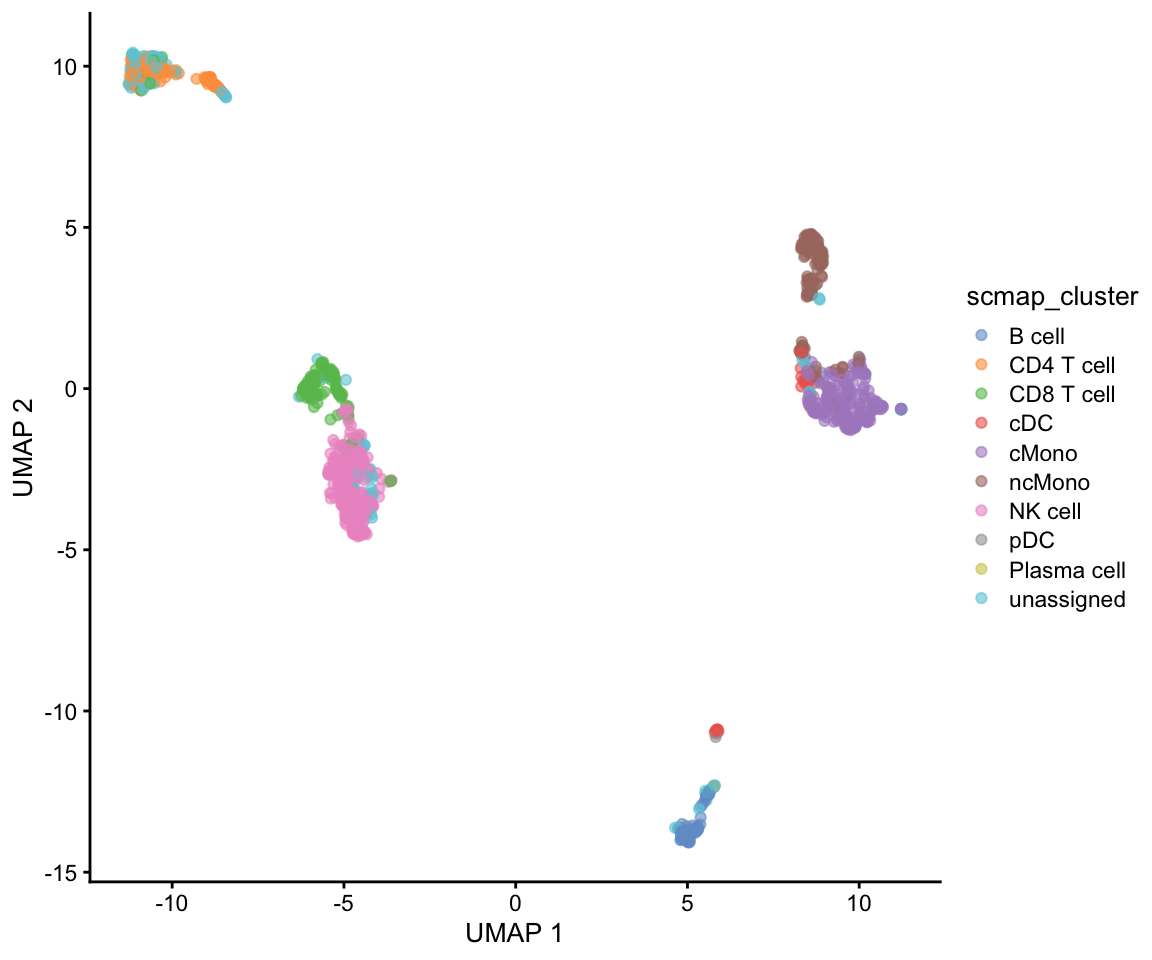 10
5
0
-5
-10
-15
UMAP 2
-10
-5
0
5
10
UMAP 1
scmap_cluster
B cell
CD4 T cell
CD8 T cell
cDC
cMono
ncMono
NK cell
pDC
Plasma cell
unassigned